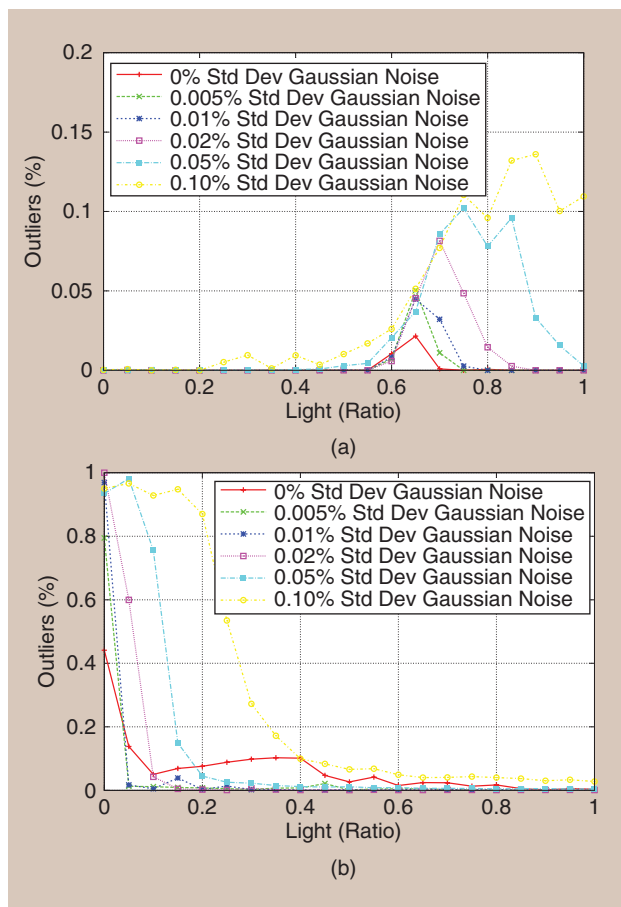 0.2
0% Std Dev Gaussian Noise
0.005% Std Dev Gaussian Noise
0.15
0.01% Std Dev Gaussian Noise
0.02% Std Dev Gaussian Noise
0.05% Std Dev Gaussian Noise
0.10% Std Dev Gaussian Noise
Outliers (%)
0.1
0.05
0
0 0.2 0.4 0.6 0.8 1
Light (Ratio)
(a)
1
0% Std Dev Gaussian Noise
0.005% Std Dev Gaussian Noise
0.8
0.01% Std Dev Gaussian Noise
0.02% Std Dev Gaussian Noise
0.05% Std Dev Gaussian Noise
0.10% Std Dev Gaussian Noise
0.6
Outliers (%)
0.4
0.2
0
0 0.2 0.4 0.6 0.8 1
Light (Ratio)
(b)